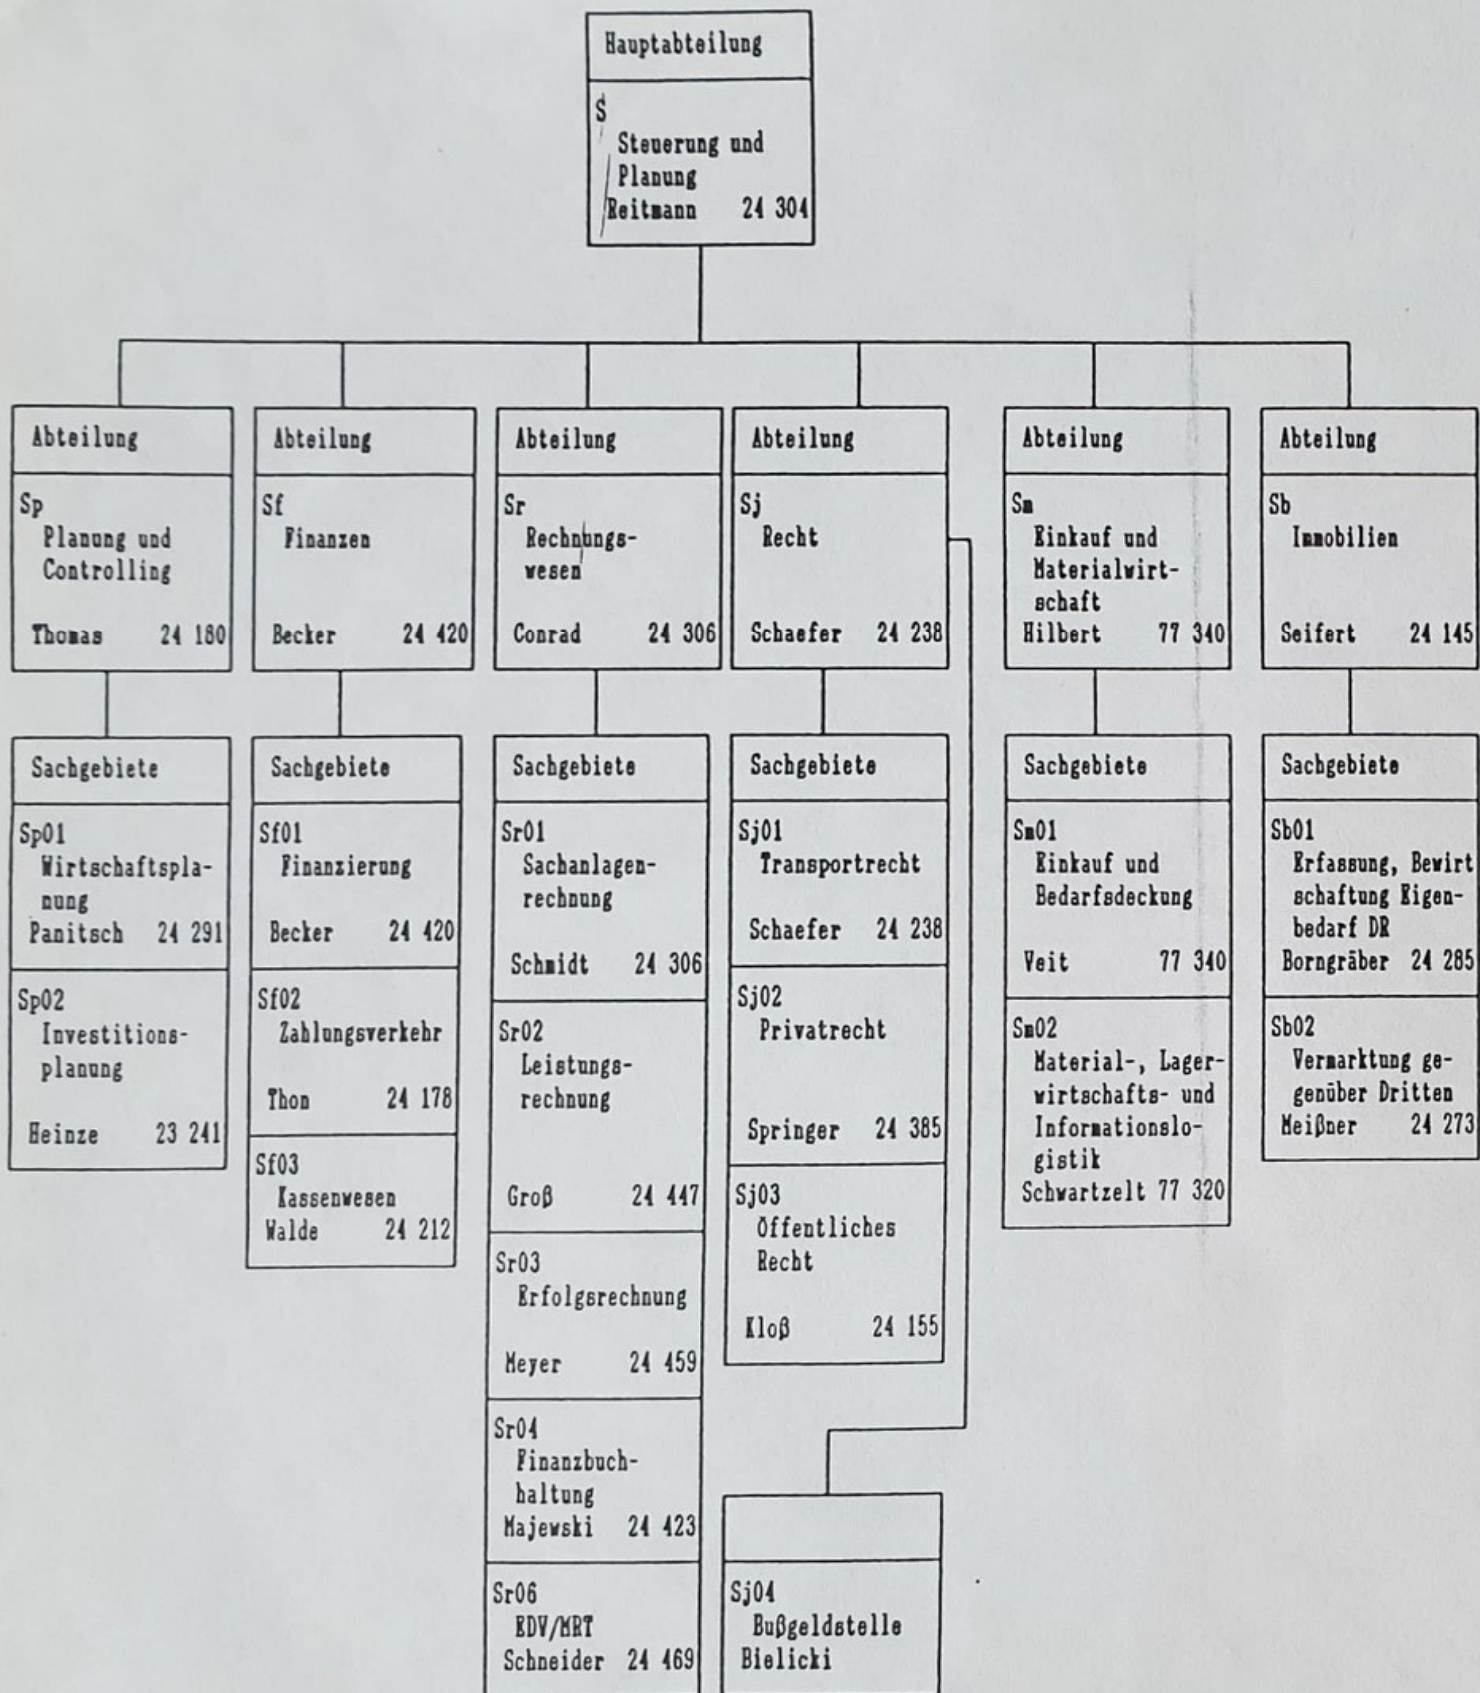 Hauptabteilung
S
Steuerung und
Planung
Reitmann 24 304
Abteilung
Sp
Planung und
Controlling
Thomas 24 180
Abteilung
Sf
Finanzen
Becker 24 420
Abteilung
Sr
Rechnungs-
wesen
Conrad 24 306
Abteilung
Sj
Recht
Schaefer 24 238
Abteilung
Sm
Einkauf und
Materialwirt-
schaft
Hilbert 77 340
Abteilung
Sb
Immobilien
Seifert 24 145
Sachgebiete
Sp01
Wirtschaftspla-
nung
Panitsch 24 291
Sp02
Investitions-
planung
Heinze 23 241
Sachgebiete
Sf01
Finanzierung
Becker 24 420
Sf02
Zahlungsverkehr
Thon 24 178
Sf03
Kassenwesen
Walde 24 212
Sachgebiete
Sr01
Sachanlagen-
rechnung
Schmidt 24 306
Sr02
Leistungs-
rechnung
Groß 24 447
Sr03
Erfolgsrechnung
Meyer 24 459
Sr04
Finanzbuch-
haltung
Majewski 24 423
Sr06
EDV/MRT
Schneider 24 469
Sachgebiete
Sj01
Transportrecht
Schaefer 24 238
Sj02
Privatrecht
Springer 24 385
Sj03
Öffentliches
Recht
Kloß 24 155
Sj04
Bußgeldstelle
Bielicki
Sachgebiete
Sm01
Einkauf und
Bedarfsdeckung
Veit 77 340
Sm02
Material-, Lager-
wirtschafts- und
Informationslo-
gistik
Schwartzelt 77 320
Sachgebiete
Sb01
Erfassung, Bewirt
schaftung Eigen-
bedarf DR
Borngräber 24 285
Sb02
Vermarktung ge-
genüber Dritten
Meißner 24 273